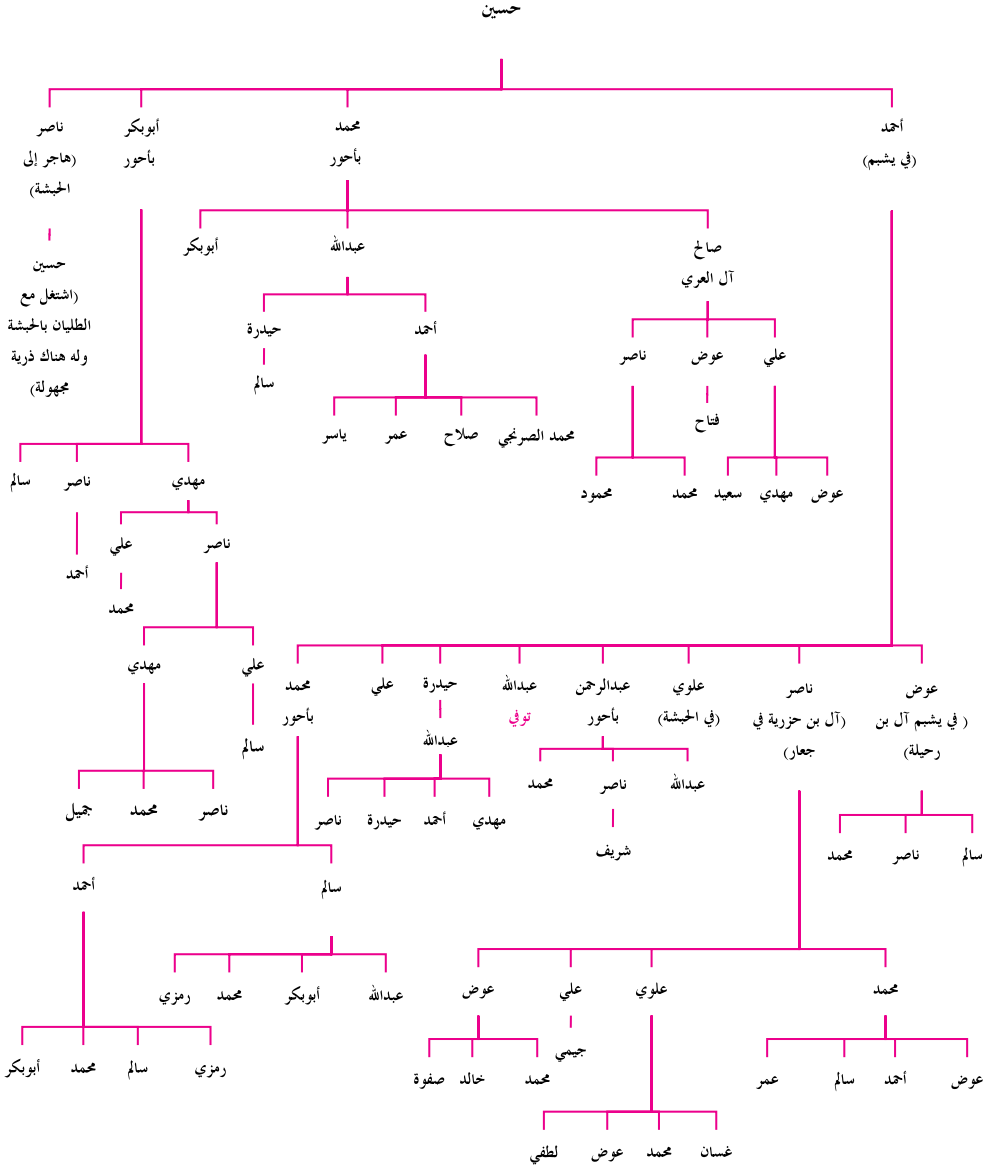 حسين
أحمد محمد أبوبكر ناصر
(في يشبم) بأحور بأحور (هاجر إلى
الحبشة)
صالح عبدالله أبوبكر
آل العري
حسين
(اشتغل مع
الطليان بالحبشة
وله هناك ذرية
مجهولة)
أحمد حيدرة
علي عوض ناصر
سالم
فتاح
محمد الصرنجي صلاح عمر ياسر
عوض مهدي سعيد محمد محمود
مهدي ناصر سالم
ناصر علي
أحمد
محمد
علي مهدي
عوض ناصر علوي عبدالرحمن عبدالله حيدرة علي محمد
( في يشبم آل بن (آل بن حزرية في (في الحبشة) بأحور توفي بأحور
رحيلة) جعار)
عبدالله
سالم
عبدالله ناصر محمد
ناصر محمد جميل
مهدي أحمد حيدرة ناصر
شريف
سالم ناصر محمد
سالم أحمد
محمد علوي علي عوض
عبدالله أبوبكر محمد رمزي
جيمي
رمزي سالم محمد أبوبكر
عوض أحمد سالم عمر
محمد خالد صفوة
غسان محمد عوض لطفي